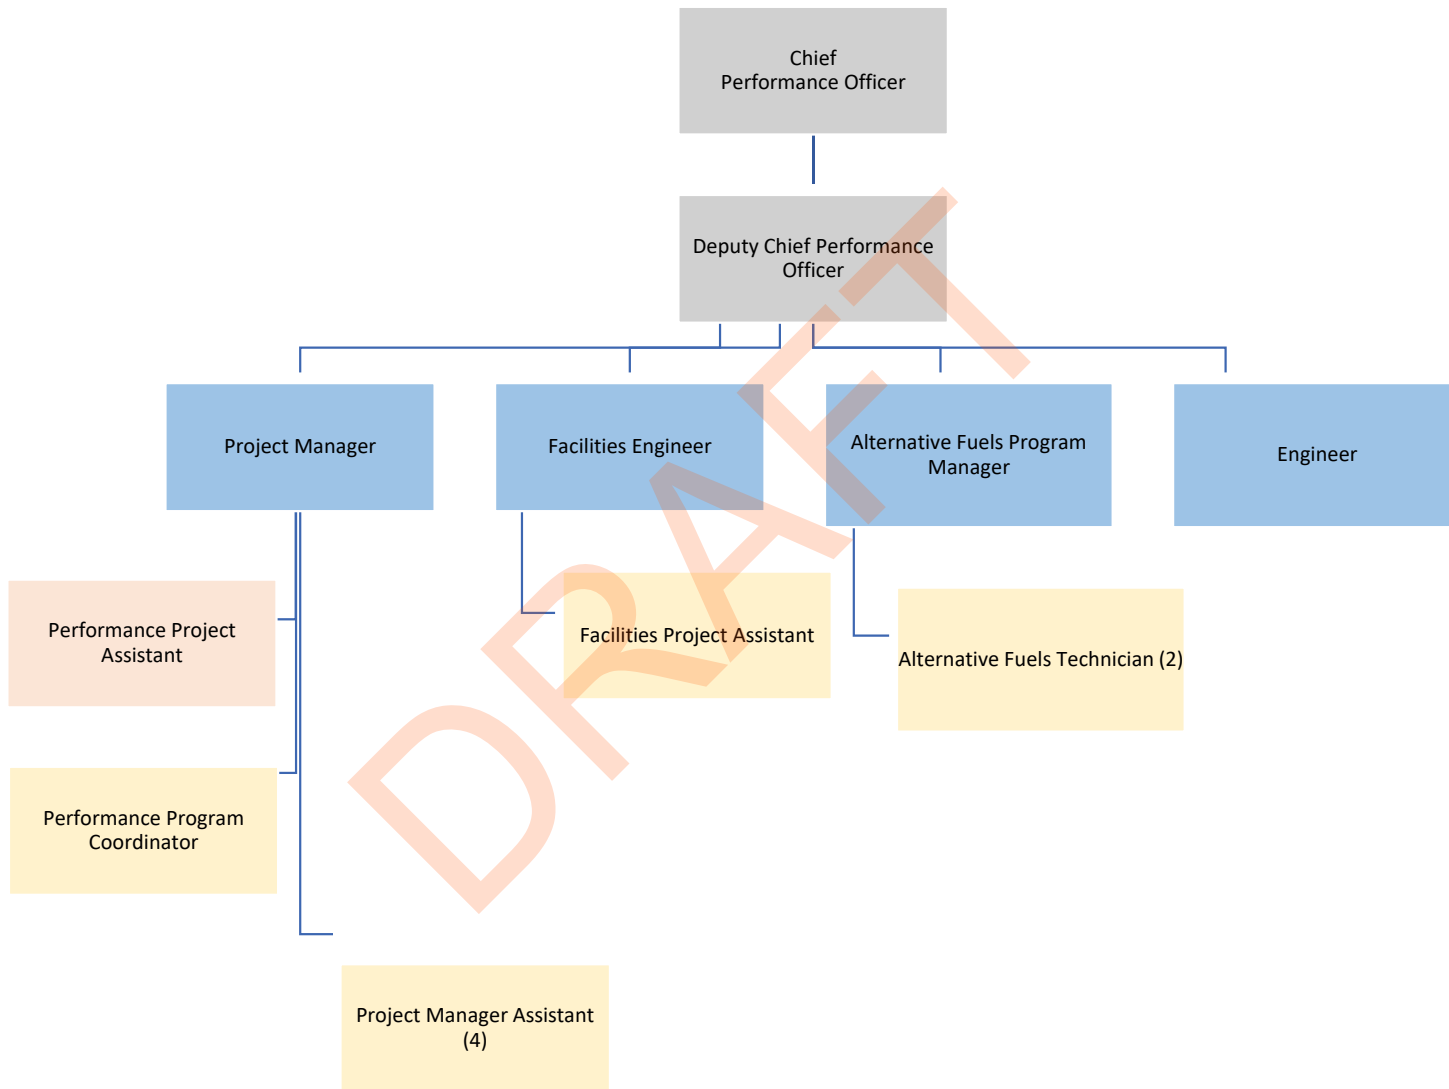 Chief
Performance Officer
Deputy Chief Performance
Officer
Project Manager
Facilities Engineer
Alternative Fuels Program
Manager
Engineer
Performance Project
Assistant
Facilities Project Assistant
Alternative Fuels Technician (2)
Performance Program
Coordinator
Project Manager Assistant
(4)
DRAFT